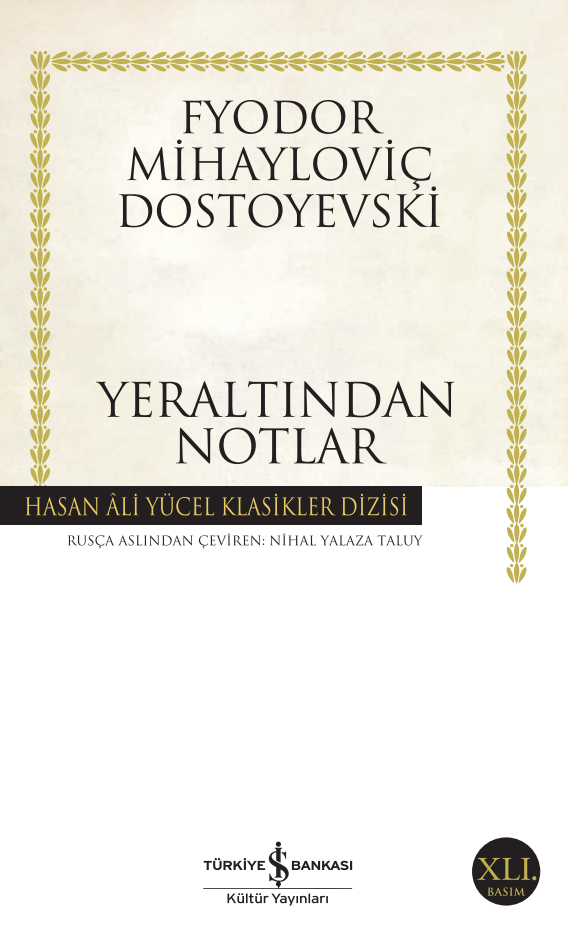 FYODOR
MİHAYLOVİÇ
DOSTOYEVSKİ
YERALTINDAN
NOTLAR
HASAN ÂLİ YÜCEL KLASİKLER DİZİSİ
RUSÇA ASLINDAN ÇEVİREN: NİHAL YALAZA TALUY
TÜRKİYE İŞ BANKASI
Kültür Yayınları
XLI.
BASIM